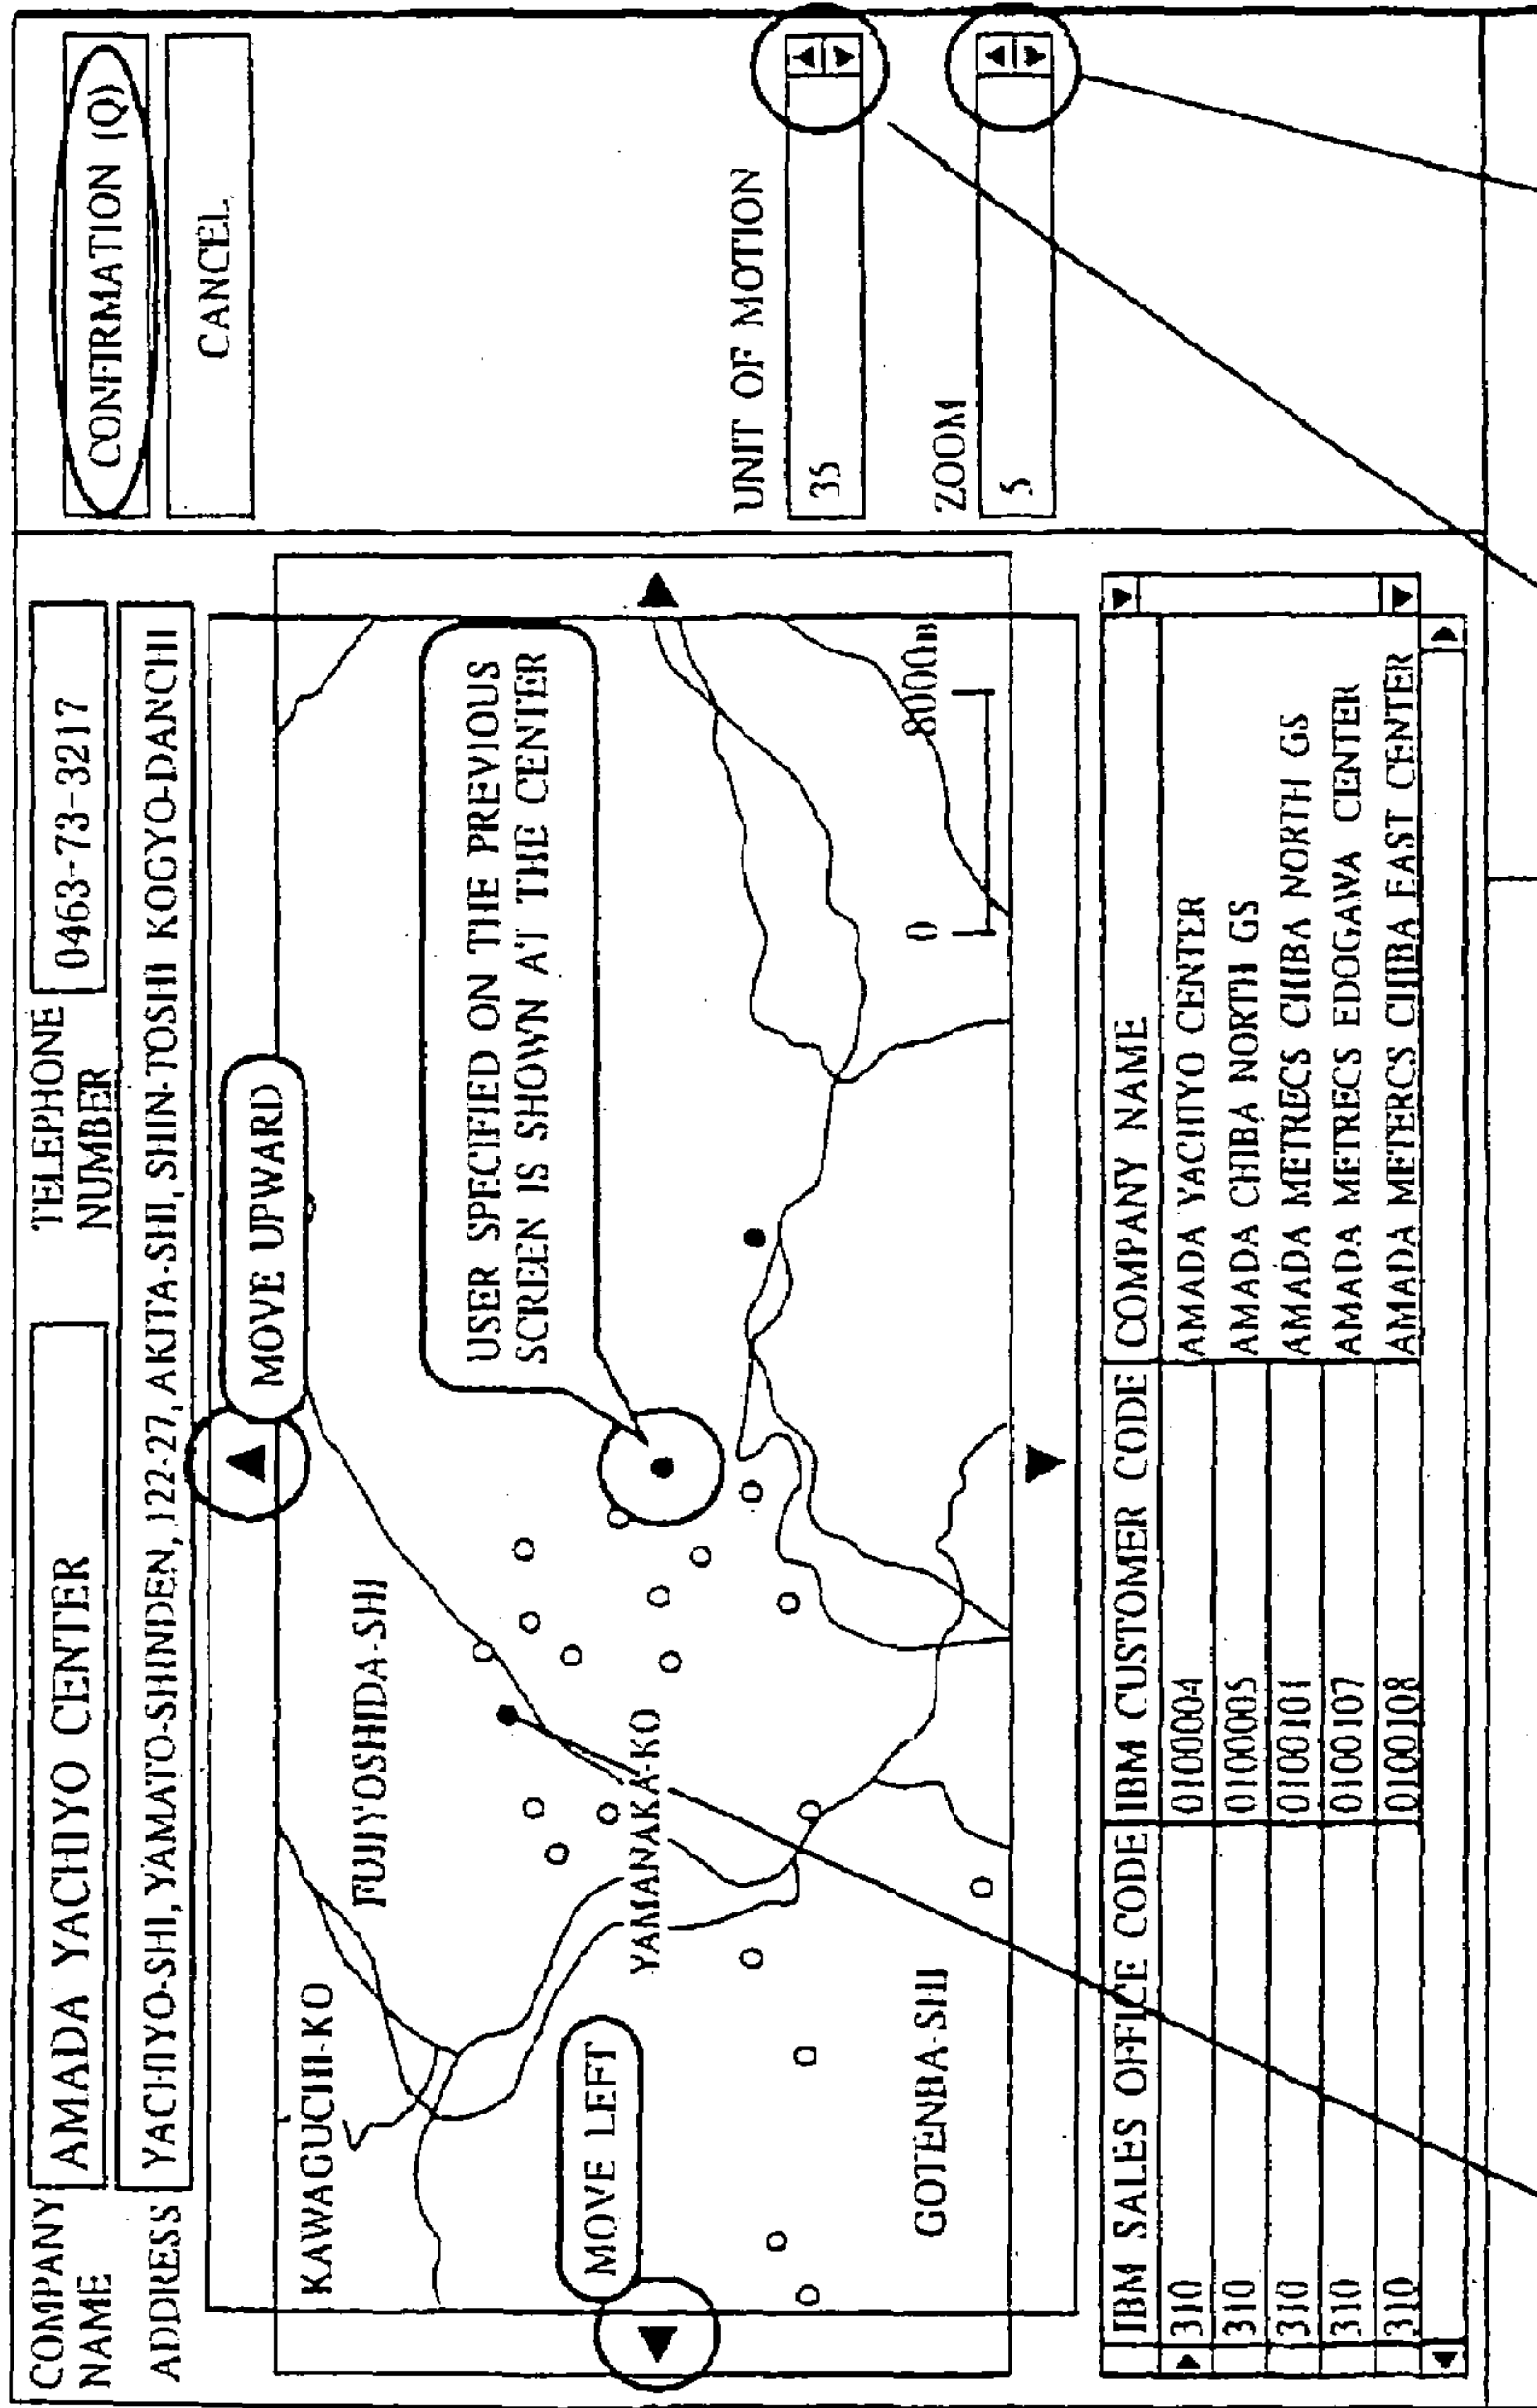 COMPANY NAME
AMADA YACHIYO CENTER
TELEPHONE NUMBER
0463-73-3217
ADDRESS
YACHIYO-SHI, YAMATO-SHINDEN, 122-27, AKITA-SHI, SHIN-TOSHI KOGYO-DANCHI
CONFIRMATION (Q)
CANCEL
MOVE UPWARD
KAWAGUCHI-KO
FUJIYOSHIDA-SHI
USER SPECIFIED ON THE PREVIOUS
SCREEN IS SHOWN AT THE CENTER
MOVE LEFT
YAMANAKA-KO
GOTENBA-SHI
0 8000m
UNIT OF MOTION
35
ZOOM
5
IBM SALES OFFICE CODE IBM CUSTOMER CODE COMPANY NAME
310 0100004 AMADA YACHIYO CENTER
310 0100005 AMADA CHIBA NORTH GS
310 0100101 AMADA METRECS CHIBA NORTH GS
310 0100107 AMADA METRECS EDOGAWA CENTER
310 0100108 AMADA METERCS CHIBA EAST CENTER